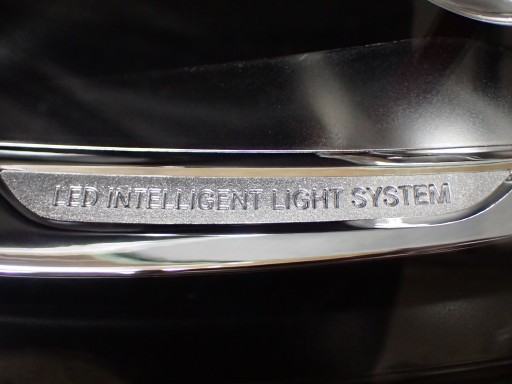 LED INTELLIGENT LIGHT SYSTEM